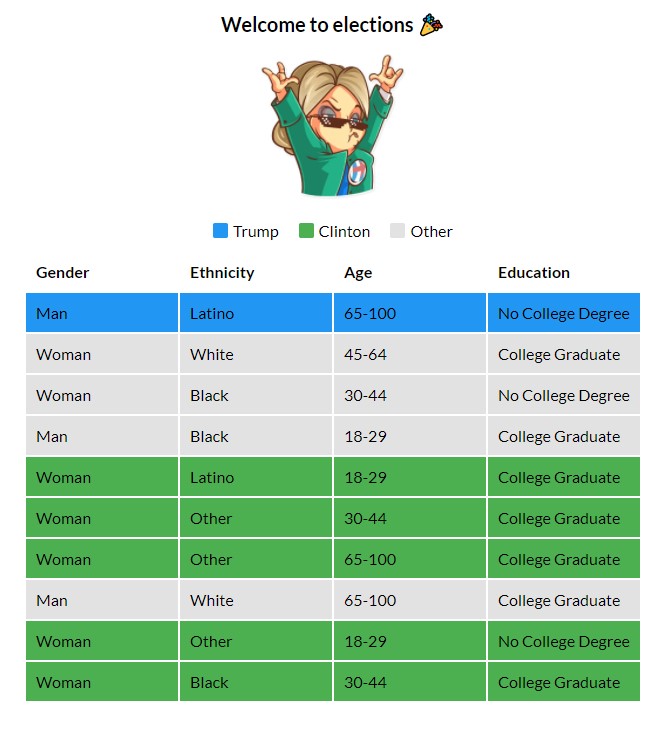 Welcome to elections 🎉
Trump Clinton Other
Gender Ethnicity Age Education
Man Latino 65-100 No College Degree
Woman White 45-64 College Graduate
Woman Black 30-44 No College Degree
Man Black 18-29 College Graduate
Woman Latino 18-29 College Graduate
Woman Other 30-44 College Graduate
Woman Other 65-100 College Graduate
Man White 65-100 College Graduate
Woman Other 18-29 No College Degree
Woman Black 30-44 College Graduate